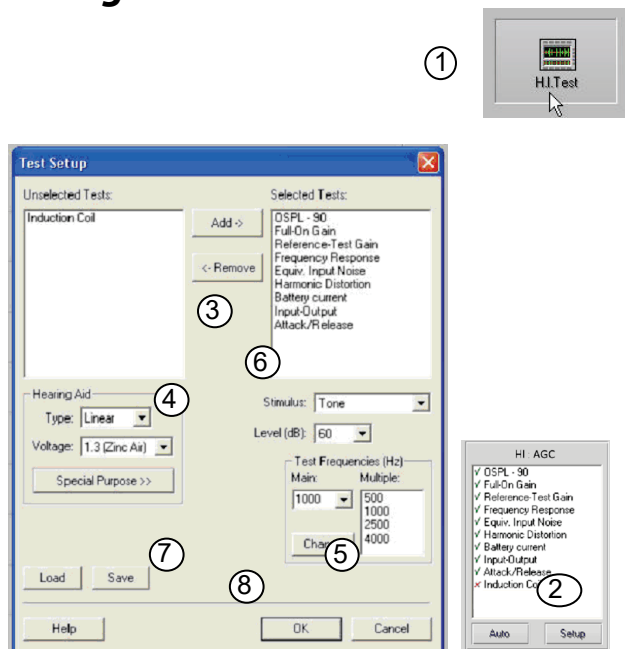 1
H.I.Test
Test Setup
Unselected Tests:
Selected Tests:
Induction Coil
Add ->
<- Remove
OSPL - 90
Full-On Gain
Reference-Test Gain
Frequency Response
Equiv. Input Noise
Harmonic Distortion
Battery current
Input-Output
Attack/Release
3
6
Hearing Aid
4
Type: Linear
Voltage: 1.3 (Zinc Air)
Special Purpose >>
Stimulus: Tone
Level (dB): 60
Test Frequencies (Hz)
Main: Multiple:
1000
500
1000
2500
4000
5
7
Load Save
8
Help OK Cancel
HI : AGC
√ OSPL - 90
√ Full-On Gain
√ Reference-Test Gain
√ Frequency Response
√ Equiv. Input Noise
√ Harmonic Distortion
√ Battery current
√ Input-Output
√ Attack/Release
× Induction
2
Auto Setup